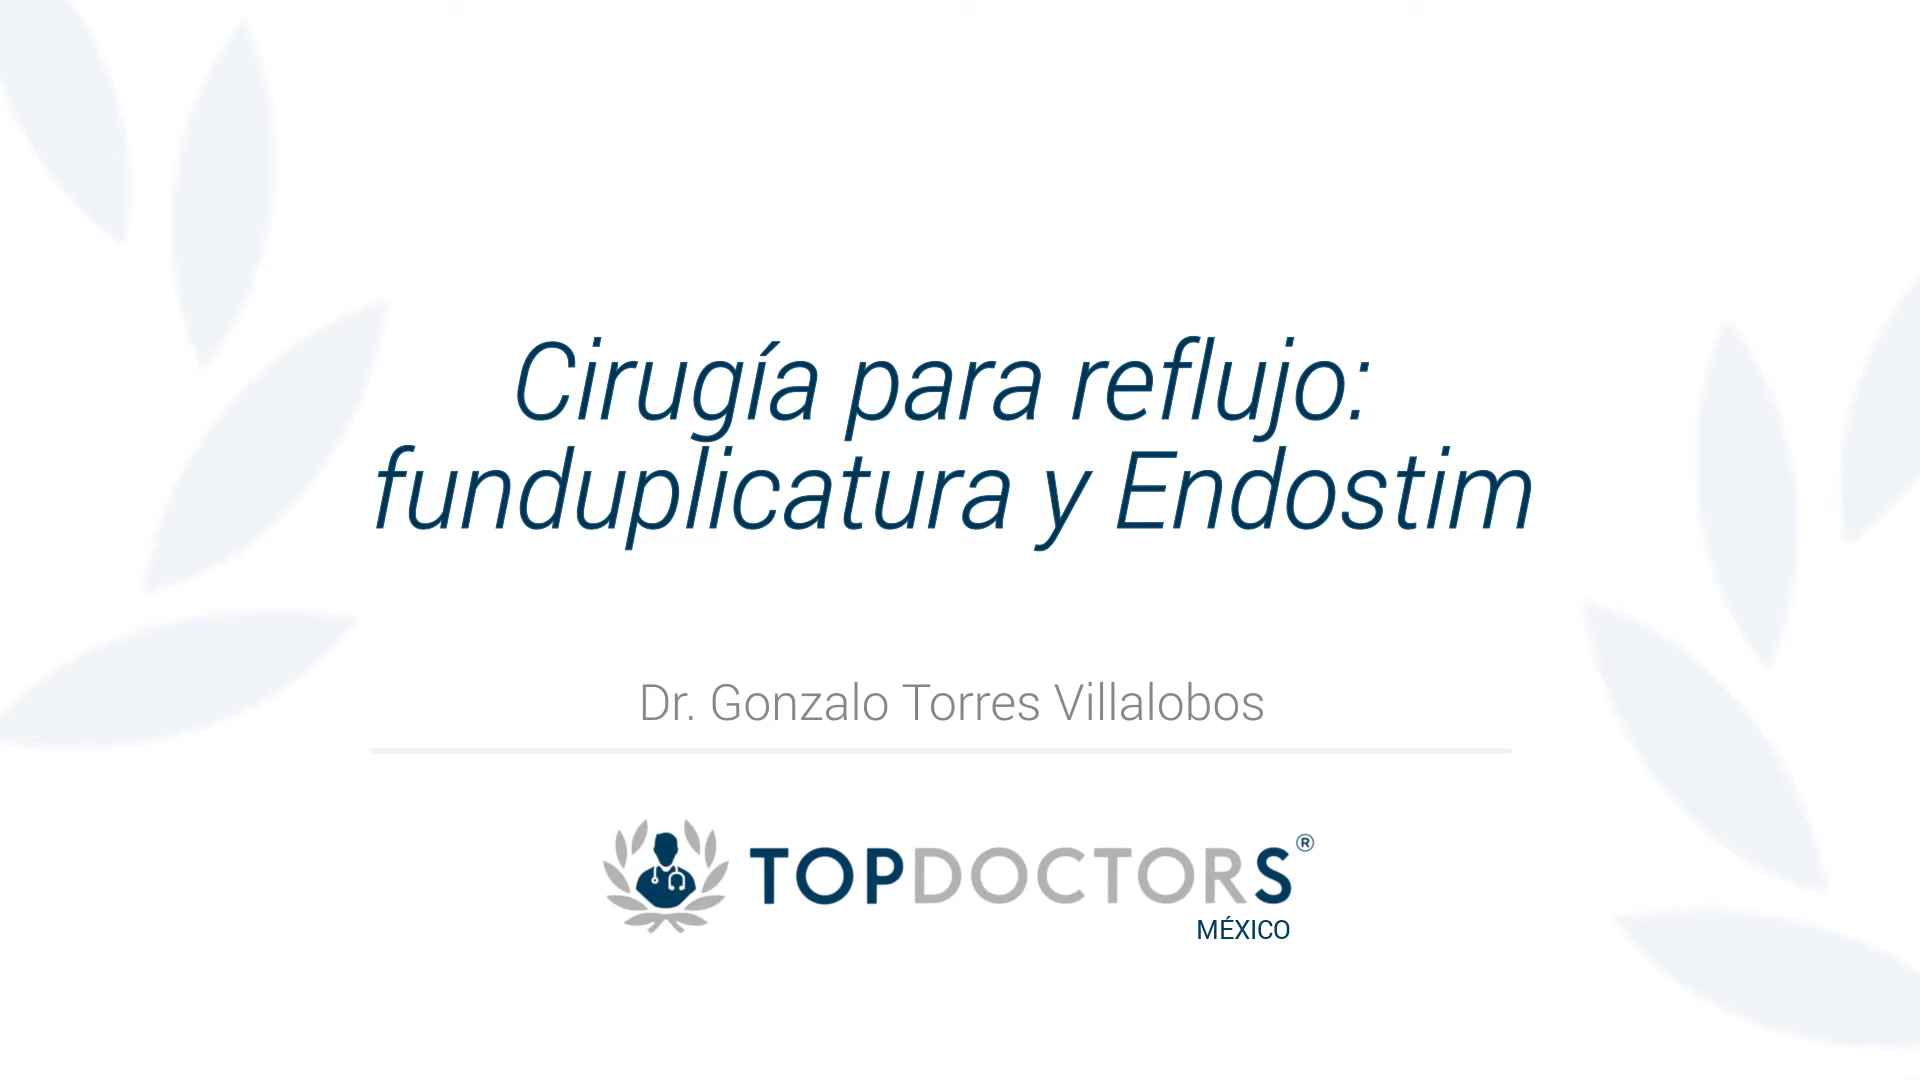 Cirugía para reflujo:
funduplicatura y Endostim
Dr. Gonzalo Torres Villalobos
TOPDOCTORS®
MÉXICO